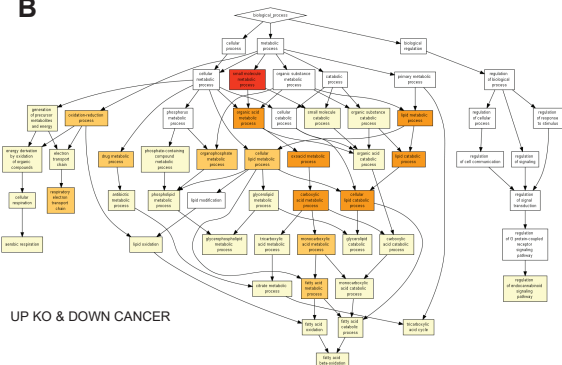 B
biological_process
cellular
process
metabolic
process
biological
regulation
cellular
metabolic
process
small molecule
metabolic
process
organic substance
metabolic
process
catabolic
process
primary metabolic
process
regulation
of biological
process
generation
of precursor
metabolites
and energy
oxidation-reduction
process
phosphorus
metabolic
process
organic acid
metabolic
process
cellular
catabolic
process
small molecule
catabolic
process
organic substance
catabolic
process
lipid metabolic
process
regulation
of cellular
process
regulation
of response
to stimulus
energy derivation
by oxidation
of organic
compounds
electron
transport
chain
drug metabolic
process
phosphate-containing
compound
metabolic
process
organophosphate
metabolic
process
cellular
lipid metabolic
process
oxoacid metabolic
process
organic acid
catabolic
process
lipid catabolic
process
regulation
of cell communication
regulation
of signaling
cellular
respiration
respiratory
electron
transport
chain
antibiotic
metabolic
process
phospholipid
metabolic
process
lipid modification
glycerolipid
metabolic
process
carboxylic
acid metabolic
process
cellular
lipid catabolic
process
regulation
of signal
transduction
aerobic respiration
lipid oxidation
glycerophospholipid
metabolic
process
tricarboxylic
acid metabolic
process
monocarboxylic
acid metabolic
process
glycerolipid
catabolic
process
carboxylic
acid catabolic
process
regulation
of G protein-coupled
receptor
signaling
pathway
citrate metabolic
process
fatty acid
metabolic
process
monocarboxylic
acid catabolic
process
regulation
of endocannabinoid
signaling
pathway
UP KO & DOWN CANCER
fatty acid
oxidation
fatty acid
catabolic
process
tricarboxylic
acid cycle
fatty acid
beta-oxidation